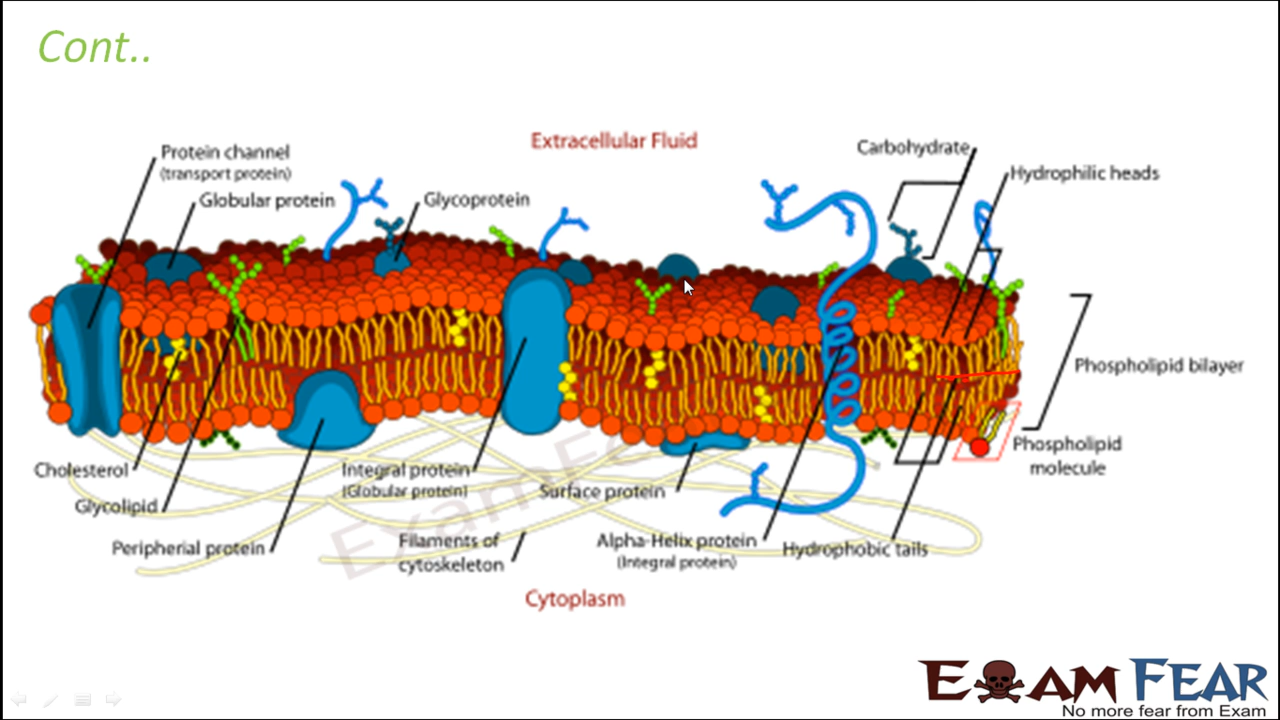 Cont..
Extracellular Fluid
Protein channel
(transport protein)
Globular protein
Glycoprotein
Carbohydrate
Hydrophilic heads
Phospholipid bilayer
Phospholipid
molecule
Cholesterol
Glycolipid
Peripherial protein
Integral protein
(Globular protein)
Filaments of
cytoskeleton
Surface protein
Alpha-Helix protein
(Integral protein)
Hydrophobic tails
Cytoplasm
ExamFea
EXAM FEAR
No more fear from Exam